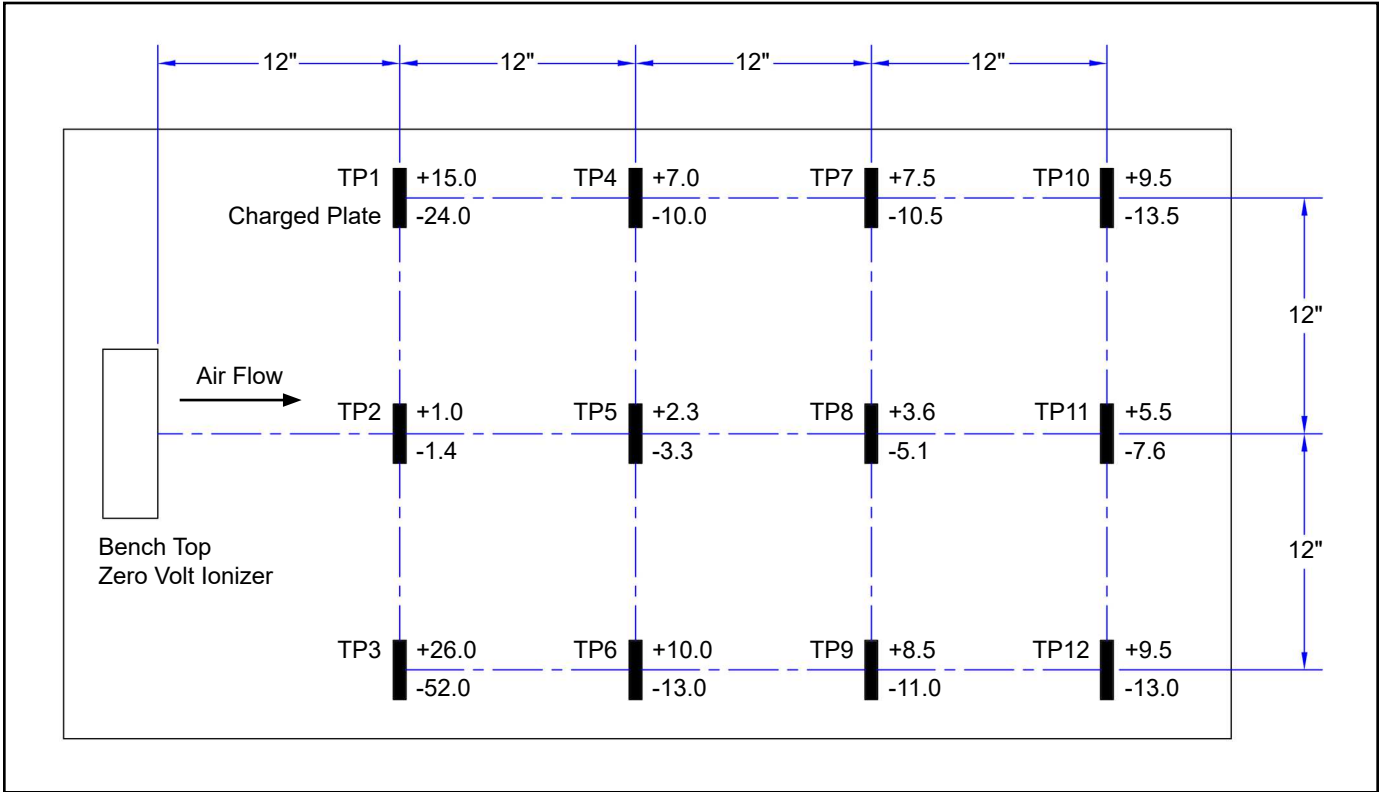 12" 12" 12" 12"
TP1 +15.0 TP4 +7.0 TP7 +7.5 TP10 +9.5
Charged Plate -24.0 -10.0 -10.5 -13.5
12"
Air Flow
TP2 +1.0 TP5 +2.3 TP8 +3.6 TP11 +5.5
-1.4 -3.3 -5.1 -7.6
Bench Top
Zero Volt Ionizer
12"
TP3 +26.0 TP6 +10.0 TP9 +8.5 TP12 +9.5
-52.0 -13.0 -11.0 -13.0